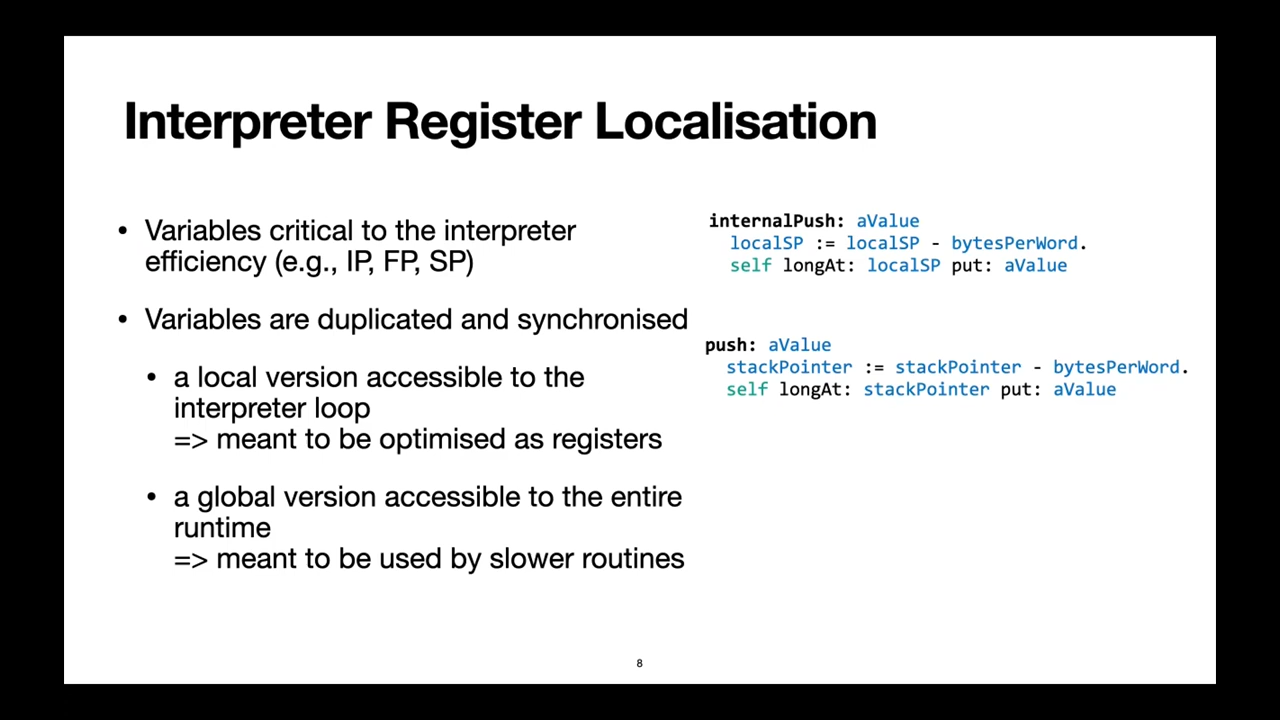 Interpreter Register Localisation
• Variables critical to the interpreter
efficiency (e.g., IP, FP, SP)
• Variables are duplicated and synchronised
• a local version accessible to the
interpreter loop
=> meant to be optimised as registers
• a global version accessible to the entire
runtime
=> meant to be used by slower routines
internalPush: aValue
localSP := localSP - bytesPerWord.
self longAt: localSP put: aValue
push: aValue
stackPointer := stackPointer - bytesPerWord.
self longAt: stackPointer put: aValue
8